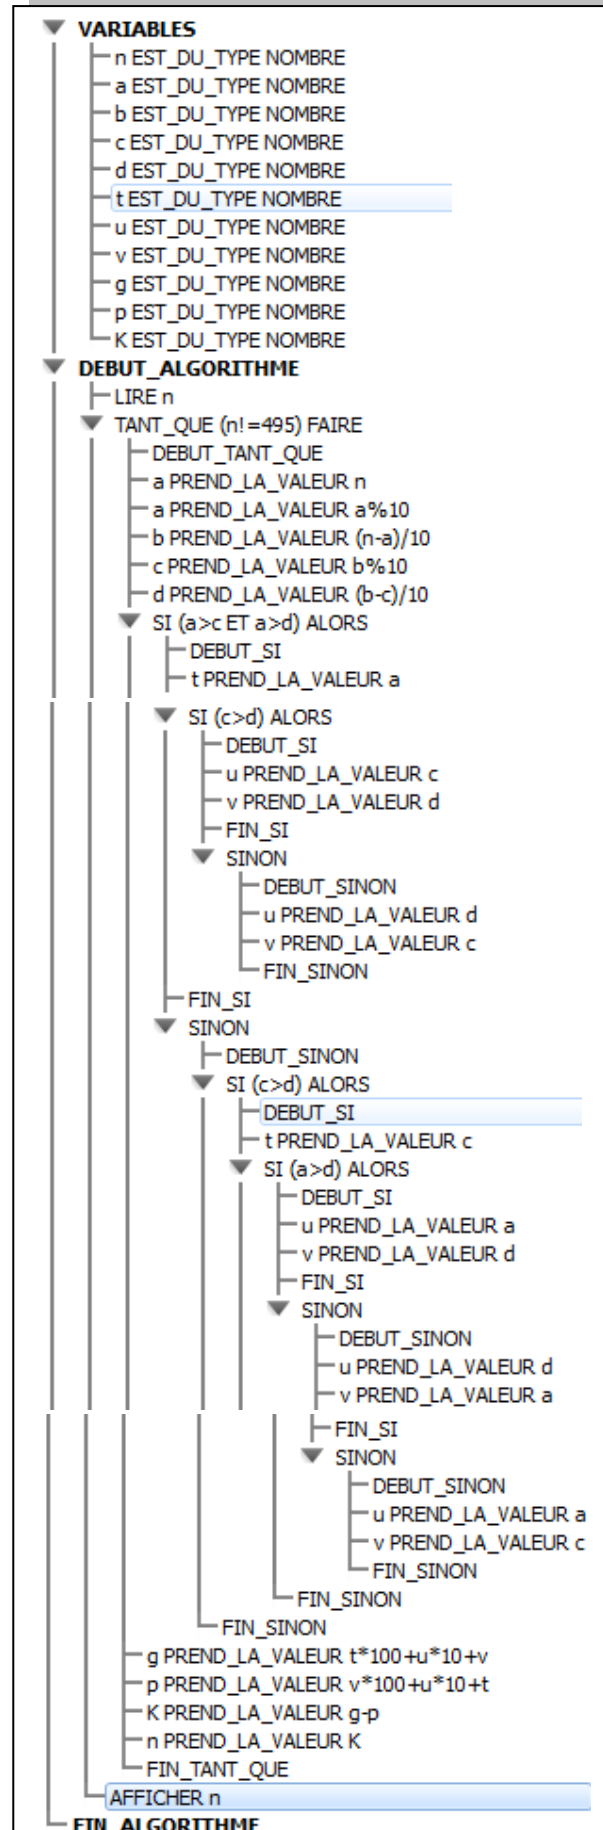 VARIABLES
n EST_DU_TYPE NOMBRE
a EST_DU_TYPE NOMBRE
b EST_DU_TYPE NOMBRE
c EST_DU_TYPE NOMBRE
d EST_DU_TYPE NOMBRE
t EST_DU_TYPE NOMBRE
u EST_DU_TYPE NOMBRE
v EST_DU_TYPE NOMBRE
g EST_DU_TYPE NOMBRE
p EST_DU_TYPE NOMBRE
K EST_DU_TYPE NOMBRE
DEBUT_ALGORITHME
LIRE n
TANT_QUE (n!=495) FAIRE
DEBUT_TANT_QUE
a PREND_LA_VALEUR n
a PREND_LA_VALEUR a%10
b PREND_LA_VALEUR (n-a)/10
c PREND_LA_VALEUR b%10
d PREND_LA_VALEUR (b-c)/10
SI (a>c ET a>d) ALORS
DEBUT_SI
t PREND_LA_VALEUR a
SI (c>d) ALORS
DEBUT_SI
u PREND_LA_VALEUR c
v PREND_LA_VALEUR d
FIN_SI
SINON
DEBUT_SINON
u PREND_LA_VALEUR d
v PREND_LA_VALEUR c
FIN_SINON
FIN_SI
SINON
DEBUT_SINON
SI (c>d) ALORS
DEBUT_SI
t PREND_LA_VALEUR c
SI (a>d) ALORS
DEBUT_SI
u PREND_LA_VALEUR a
v PREND_LA_VALEUR d
FIN_SI
SINON
DEBUT_SINON
u PREND_LA_VALEUR d
v PREND_LA_VALEUR a
FIN_SI
SINON
DEBUT_SINON
u PREND_LA_VALEUR a
v PREND_LA_VALEUR c
FIN_SINON
FIN_SINON
FIN_SINON
g PREND_LA_VALEUR t*100+u*10+v
p PREND_LA_VALEUR v*100+u*10+t
K PREND_LA_VALEUR g-p
n PREND_LA_VALEUR K
FIN_TANT_QUE
AFFICHER n
FIN_ALGORITHME